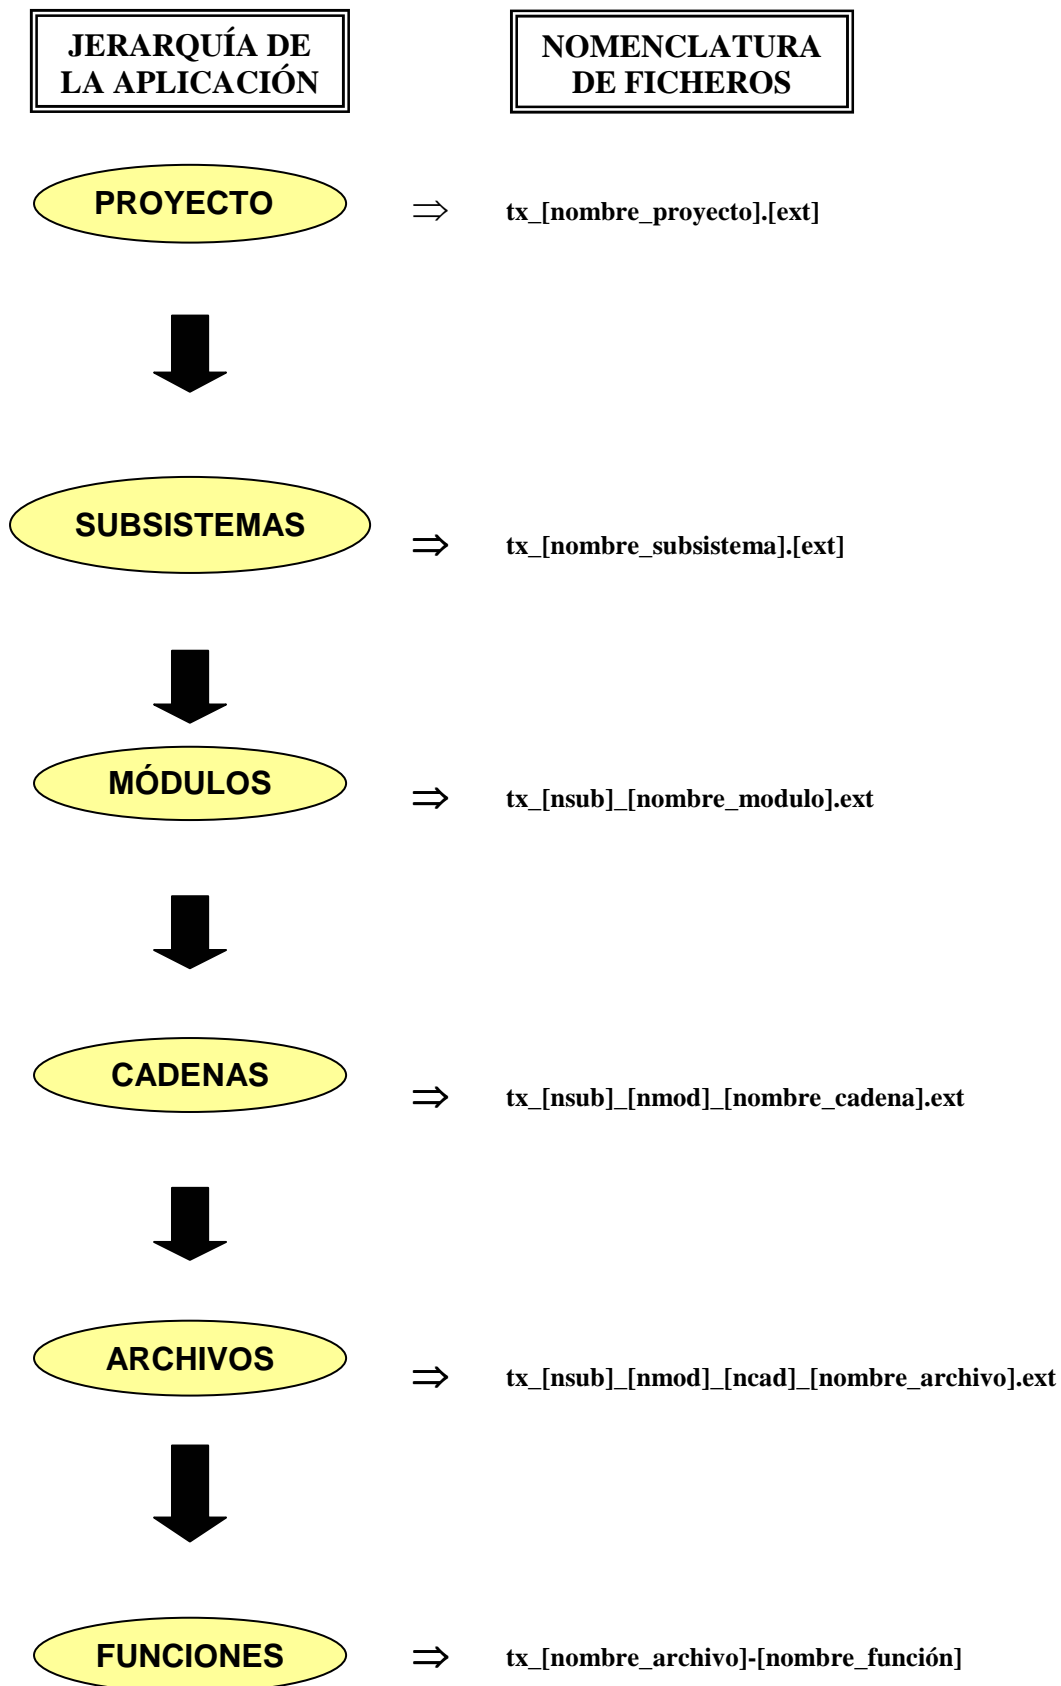 JERARQUÍA DE
LA APLICACIÓN
NOMENCLATURA
DE FICHEROS
PROYECTO
⇒
tx_[nombre_proyecto].[ext]
SUBSISTEMAS
⇒
tx_[nombre_subsistema].[ext]
MÓDULOS
⇒
tx_[nsub]_[nombre_modulo].ext
CADENAS
⇒
tx_[nsub]_[nmod]_[nombre_cadena].ext
ARCHIVOS
⇒
tx_[nsub]_[nmod]_[ncad]_[nombre_archivo].ext
FUNCIONES
⇒
tx_[nombre_archivo]-[nombre_función]